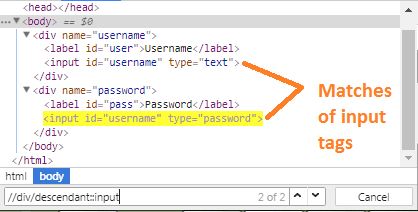 <head></head>
<body> == $0
<div name="username">
<label id="user">Username</label>
<input id="username" type="text">
</div>
<div name="password">
<label id="pass">Password</label>
<input id="username" type="password">
</div>
</body>
</html>
Matches
of input
tags
html body
//div/descendant::input 2 of 2 Cancel